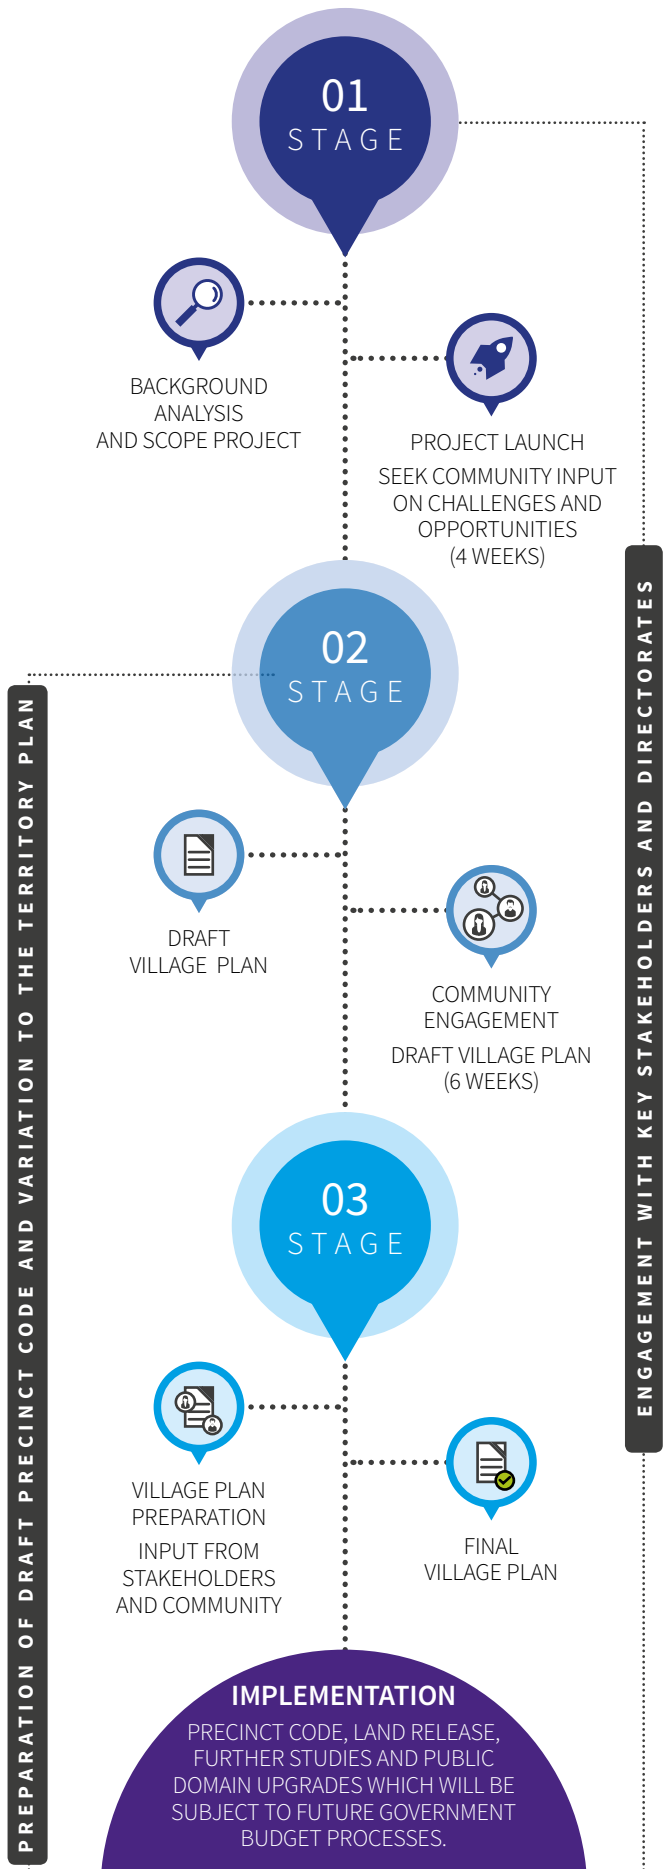 01
STAGE
BACKGROUND
ANALYSIS
AND SCOPE PROJECT
PROJECT LAUNCH
SEEK COMMUNITY INPUT
ON CHALLENGES AND
OPPORTUNITIES
(4 WEEKS)
ENGAGEMENT WITH KEY STAKEHOLDERS AND DIRECTORATES
02
STAGE
PREPARATION OF DRAFT PRECINCT CODE AND VARIATION TO THE TERRITORY PLAN
DRAFT
VILLAGE PLAN
COMMUNITY
ENGAGEMENT
DRAFT VILLAGE PLAN
(6 WEEKS)
03
STAGE
VILLAGE PLAN
PREPARATION
INPUT FROM
STAKEHOLDERS
AND COMMUNITY
FINAL
VILLAGE PLAN
IMPLEMENTATION
PRECINCT CODE, LAND RELEASE,
FURTHER STUDIES AND PUBLIC
DOMAIN UPGRADES WHICH WILL BE
SUBJECT TO FUTURE GOVERNMENT
BUDGET PROCESSES.